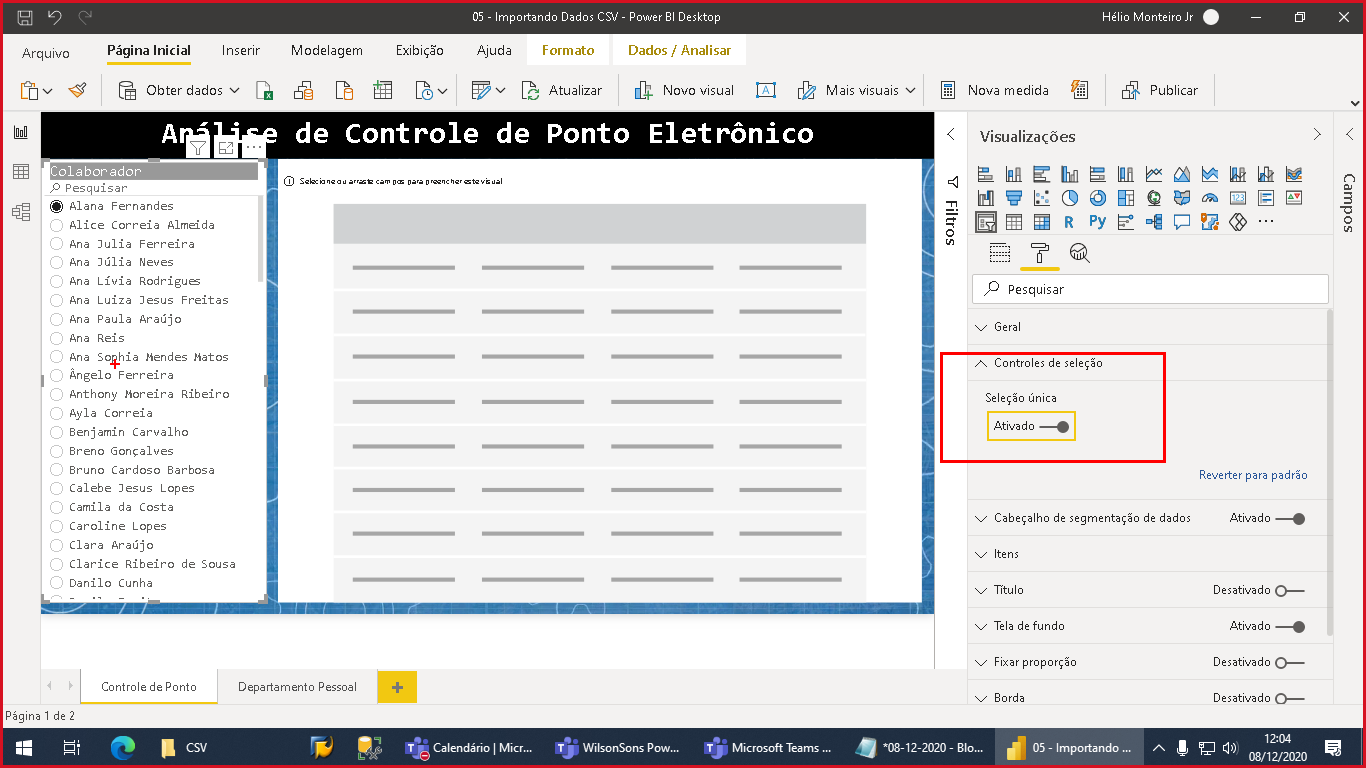 05 - Importando Dados CSV - Power BI Desktop
Hélio Monteiro Jr
Arquivo
Página Inicial
Inserir
Modelagem
Exibição
Ajuda
Formato
Dados / Analisar
Obter dados
Atualizar
Novo visual
Mais visuais
Nova medida
Publicar
Análise de Controle de Ponto Eletrônico
Colaborador
Pesquisar
Alana Fernandes
Alice Correia Almeida
Ana Julia Ferreira
Ana Júlia Neves
Ana Lívia Rodrigues
Ana Luiza Jesus Freitas
Ana Paula Araújo
Ana Reis
Ana Sophia Mendes Matos
Ângelo Ferreira
Anthony Moreira Ribeiro
Ayla Correia
Benjamin Carvalho
Breno Gonçalves
Bruno Cardoso Barbosa
Calebe Jesus Lopes
Camila da Costa
Caroline Lopes
Clara Araújo
Clarice Ribeiro de Sousa
Danilo Cunha
Selecione ou arraste campos para preencher este visual
Filtros
Visualizações
R
Py
123
Pesquisar
Geral
Controles de seleção
Seleção única
Ativado
Reverter para padrão
Cabeçalho de segmentação de dados Ativado
Itens
Título Desativado
Tela de fundo Ativado
Fixar proporção Desativado
Borda Desativado
Campos
Controle de Ponto
Departamento Pessoal
Página 1 de 2
CSV
Calendário | Micr...
WilsonSons Pow...
Microsoft Teams ...
*08-12-2020 - Blo...
05 - Importando ...
12:04
08/12/2020